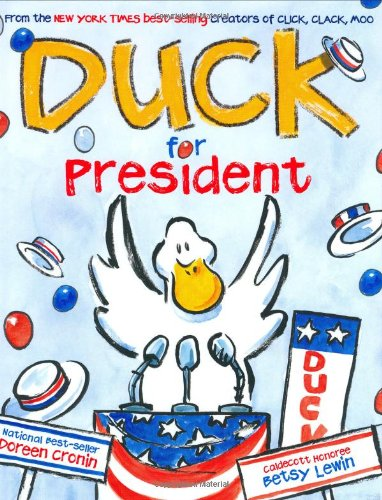 From the NEW YORK TIMES best-selling creators of CLICK, CLACK, MOO
DUCK
for
PresIdent
DUCK
National Best-seller
Doreen Cronin
Caldecott Honoree
Betsy Lewin